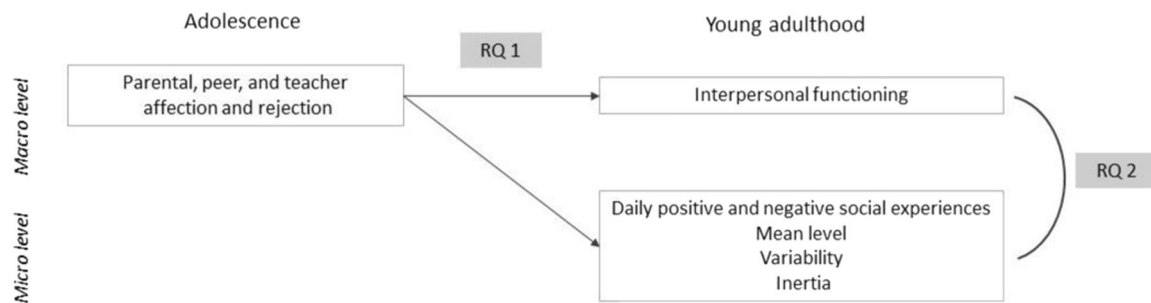 Adolescence
Young adulthood
RQ 1
Macro level
Parental, peer, and teacher
affection and rejection
Interpersonal functioning
RQ 2
Micro level
Daily positive and negative social experiences
Mean level
Variability
Inertia